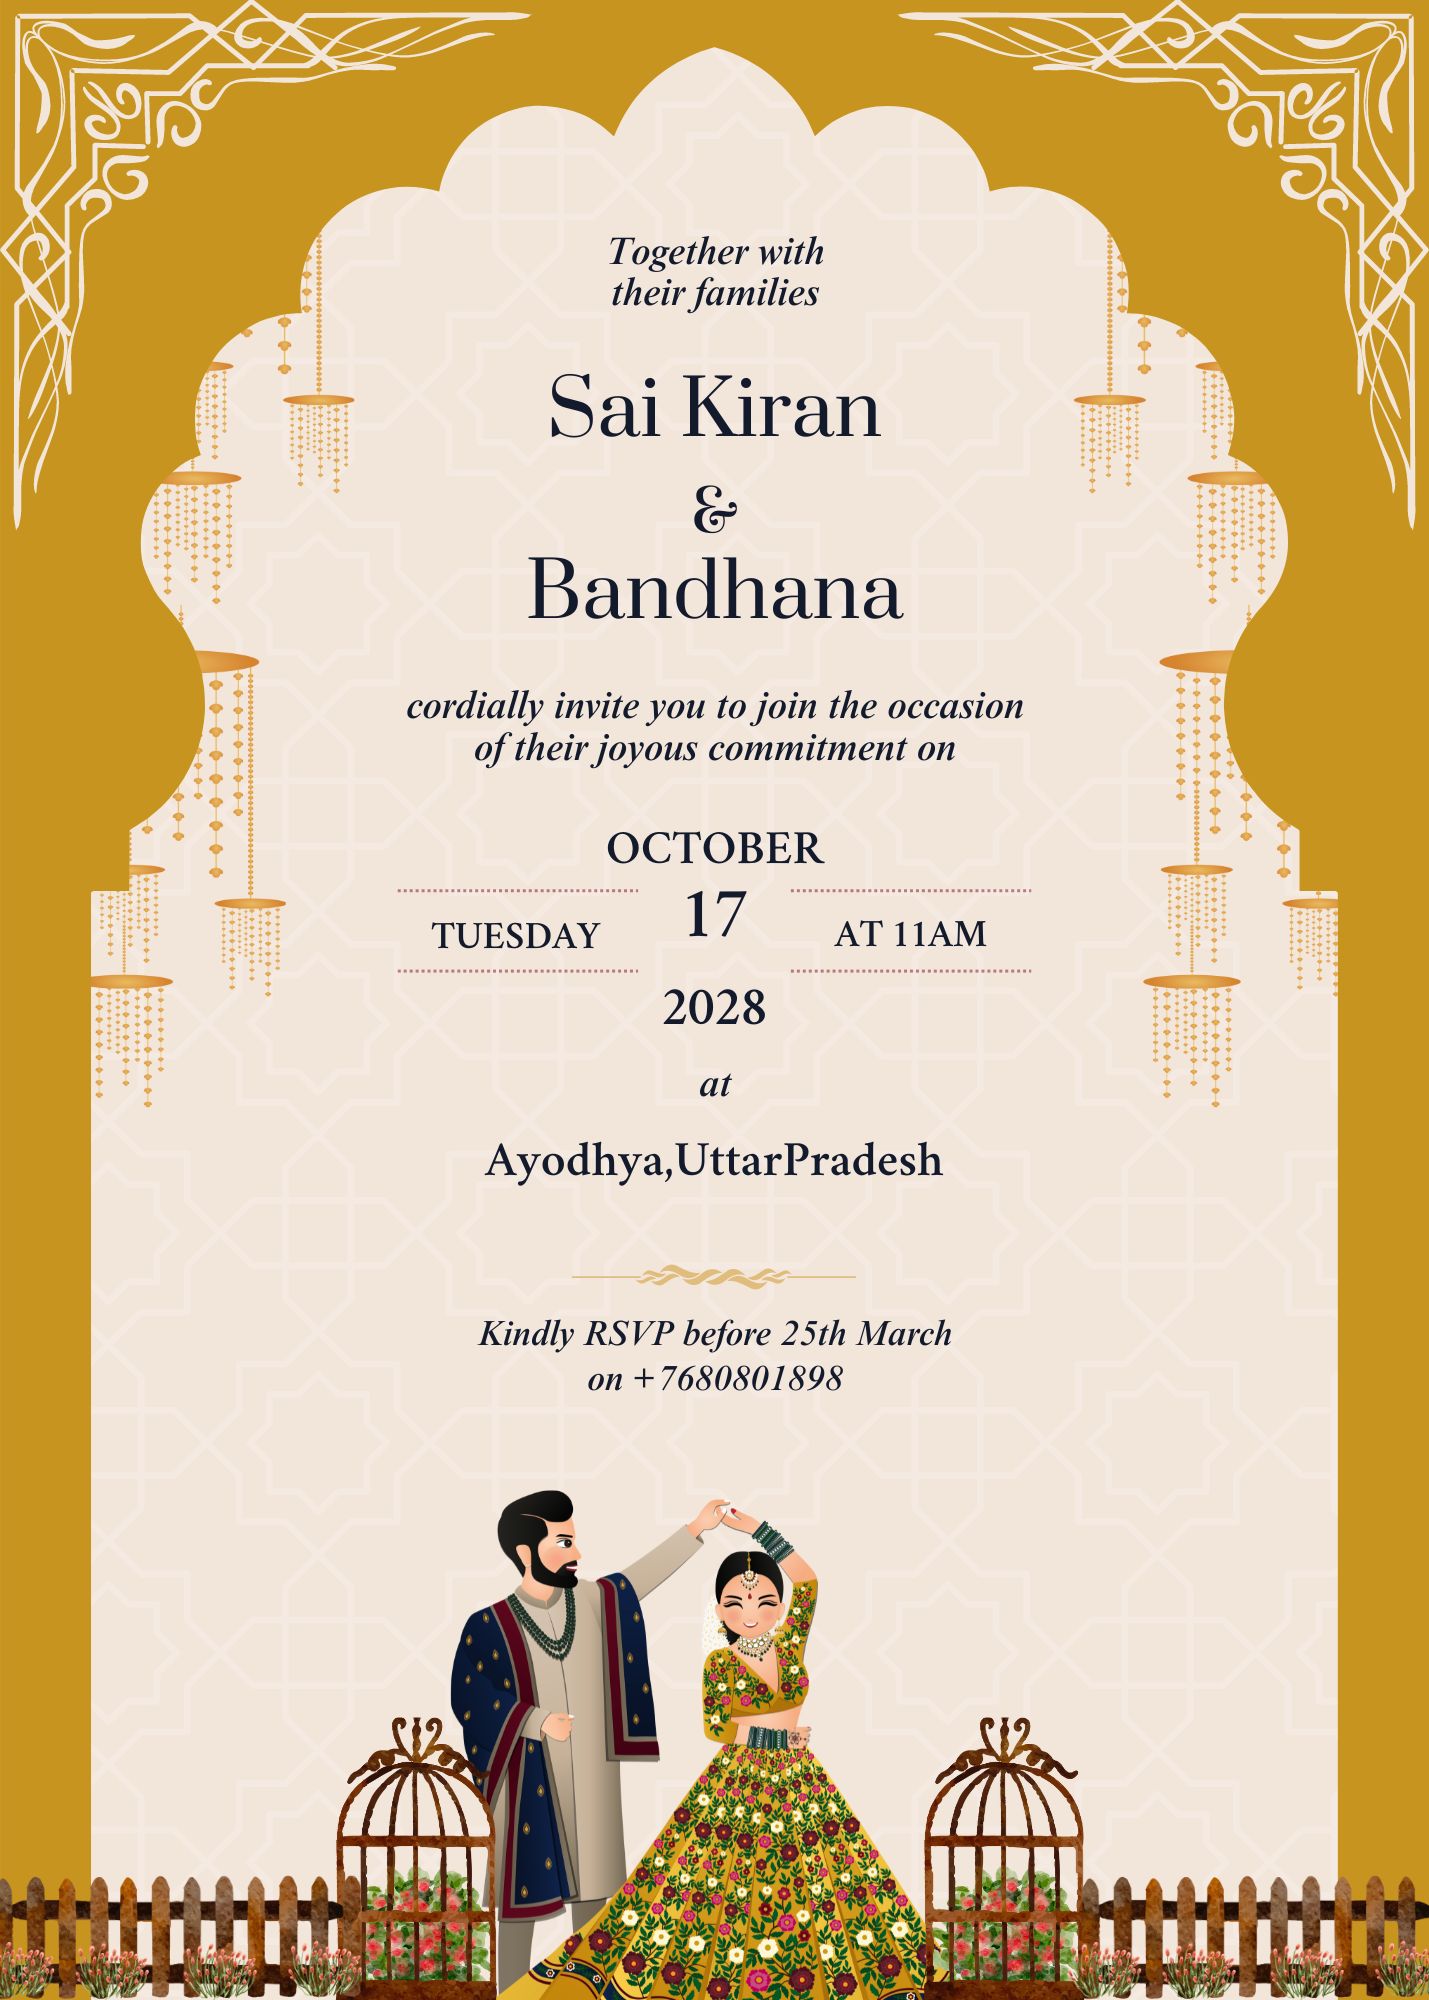 Together with
their families
Sai Kiran
&
Bandhana
cordially invite you to join the occasion
of their joyous commitment on
OCTOBER
TUESDAY 17 AT 11AM
2028
at
Ayodhya,UttarPradesh
Kindly RSVP before 25th March
on +7680801898